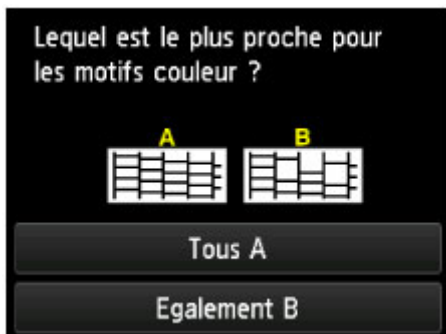 Lequel est le plus proche pour
les motifs couleur ?
A B
Tous A
Egalement B